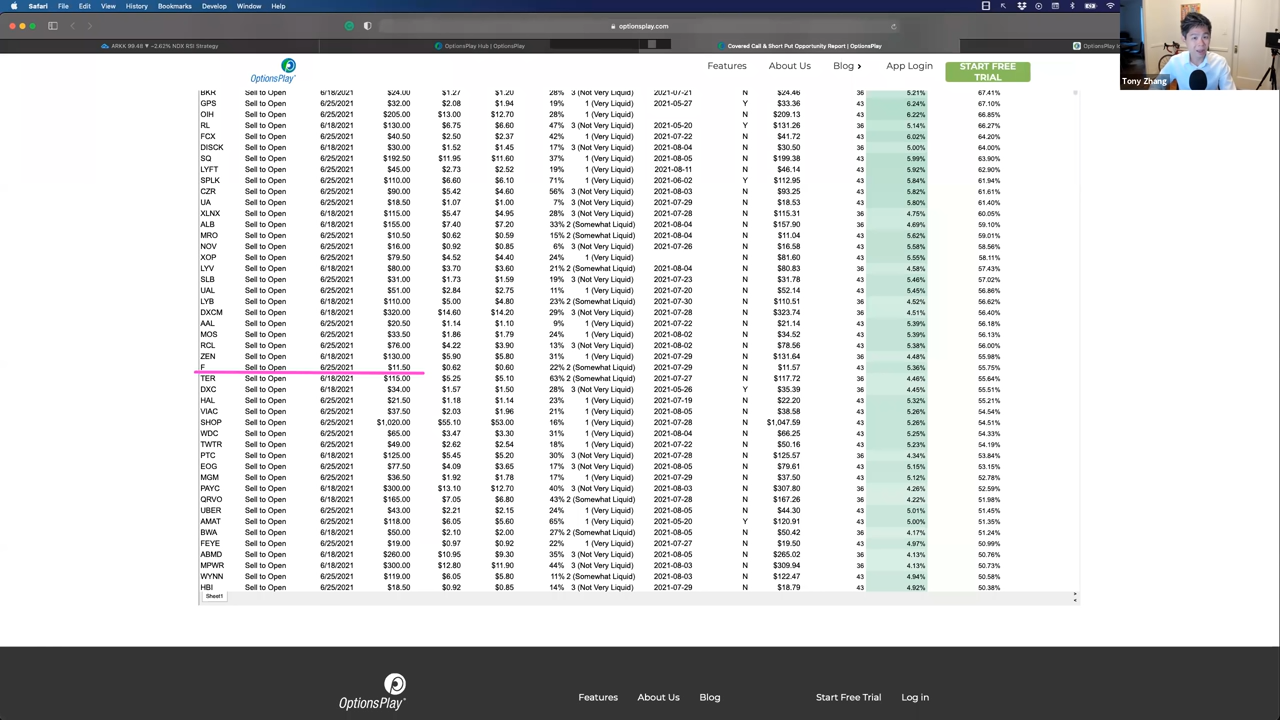 Safari File Edit View History Bookmarks Develop Window Help
optionsplay.com
ARKK 99.48 ▼ −2.62% NDX RSI Strategy OptionsPlay Hub | OptionsPlay Covered Call & Short Put Opportunity Report | OptionsPlay OptionsPlay
Tony Zhang
OptionsPlay Features About Us Blog App Login START FREE TRIAL
BKR Sell to Open 6/18/2021 $24.00 $1.27 $1.20 28% 3 (Not Very Liquid) 2021-07-21 N $24.46 36 5.21% 67.41%
GPS Sell to Open 6/25/2021 $32.00 $2.08 $1.94 19% 1 (Very Liquid) 2021-05-27 Y $33.36 43 6.24% 67.10%
OIH Sell to Open 6/25/2021 $205.00 $13.00 $12.70 28% 1 (Very Liquid) N $209.13 43 6.22% 66.85%
RL Sell to Open 6/18/2021 $130.00 $6.75 $6.60 47% 3 (Not Very Liquid) 2021-05-20 Y $131.26 36 5.14% 66.27%
FCX Sell to Open 6/25/2021 $40.50 $2.50 $2.37 42% 1 (Very Liquid) 2021-07-22 N $41.72 43 6.02% 64.20%
DISCK Sell to Open 6/18/2021 $30.00 $1.52 $1.45 17% 3 (Not Very Liquid) 2021-08-04 N $30.50 36 5.00% 64.00%
SQ Sell to Open 6/25/2021 $192.50 $11.95 $11.60 37% 1 (Very Liquid) 2021-08-05 N $199.38 43 5.99% 63.90%
LYFT Sell to Open 6/25/2021 $45.00 $2.73 $2.52 19% 1 (Very Liquid) 2021-08-11 N $46.14 43 5.92% 62.90%
SPLK Sell to Open 6/25/2021 $110.00 $6.60 $6.10 71% 1 (Very Liquid) 2021-06-02 Y $112.95 43 5.84% 61.94%
CZR Sell to Open 6/25/2021 $90.00 $5.42 $4.60 56% 3 (Not Very Liquid) 2021-08-03 N $93.25 43 5.82% 61.61%
UA Sell to Open 6/25/2021 $18.50 $1.07 $1.00 7% 3 (Not Very Liquid) 2021-07-29 N $18.53 43 5.80% 61.40%
XLNX Sell to Open 6/18/2021 $115.00 $5.47 $4.95 28% 3 (Not Very Liquid) 2021-07-28 N $115.31 36 4.75% 60.05%
ALB Sell to Open 6/18/2021 $155.00 $7.40 $7.20 33% 2 (Somewhat Liquid) 2021-08-04 N $157.90 36 4.69% 59.10%
MRO Sell to Open 6/25/2021 $10.50 $0.62 $0.59 15% 2 (Somewhat Liquid) 2021-08-04 N $11.04 43 5.62% 59.01%
NOV Sell to Open 6/25/2021 $16.00 $0.92 $0.85 6% 3 (Not Very Liquid) 2021-07-26 N $16.58 43 5.58% 58.56%
XOP Sell to Open 6/25/2021 $79.50 $4.52 $4.40 24% 1 (Very Liquid) N $81.60 43 5.55% 58.11%
LYV Sell to Open 6/18/2021 $80.00 $3.70 $3.60 21% 2 (Somewhat Liquid) 2021-08-04 N $80.83 36 4.58% 57.43%
SLB Sell to Open 6/25/2021 $31.00 $1.73 $1.59 19% 3 (Not Very Liquid) 2021-07-23 N $31.78 43 5.46% 57.02%
UAL Sell to Open 6/25/2021 $51.00 $2.84 $2.75 11% 1 (Very Liquid) 2021-07-20 N $52.14 43 5.45% 56.86%
LYB Sell to Open 6/18/2021 $110.00 $5.00 $4.80 23% 2 (Somewhat Liquid) 2021-07-30 N $110.51 36 4.52% 56.62%
DXCM Sell to Open 6/18/2021 $320.00 $14.60 $14.20 29% 3 (Not Very Liquid) 2021-07-28 N $323.74 36 4.51% 56.40%
AAL Sell to Open 6/25/2021 $20.50 $1.14 $1.10 9% 1 (Very Liquid) 2021-07-22 N $21.14 43 5.39% 56.18%
MOS Sell to Open 6/25/2021 $33.50 $1.86 $1.79 24% 1 (Very Liquid) 2021-08-02 N $34.52 43 5.39% 56.13%
RCL Sell to Open 6/25/2021 $76.00 $4.22 $3.90 13% 3 (Not Very Liquid) 2021-08-02 N $78.56 43 5.38% 56.00%
ZEN Sell to Open 6/18/2021 $130.00 $5.90 $5.80 31% 1 (Very Liquid) 2021-07-29 N $131.64 36 4.48% 55.98%
F Sell to Open 6/25/2021 $11.50 $0.62 $0.60 22% 2 (Somewhat Liquid) 2021-07-29 N $11.57 43 5.36% 55.75%
TER Sell to Open 6/18/2021 $115.00 $5.25 $5.10 63% 2 (Somewhat Liquid) 2021-07-27 N $117.72 36 4.46% 55.64%
DXC Sell to Open 6/18/2021 $34.00 $1.57 $1.50 28% 3 (Not Very Liquid) 2021-05-26 Y $35.39 36 4.45% 55.51%
HAL Sell to Open 6/25/2021 $21.50 $1.18 $1.14 23% 1 (Very Liquid) 2021-07-19 N $22.20 43 5.32% 55.21%
VIAC Sell to Open 6/25/2021 $37.50 $2.03 $1.96 21% 1 (Very Liquid) 2021-08-05 N $38.58 43 5.26% 54.54%
SHOP Sell to Open 6/25/2021 $1,020.00 $55.10 $53.00 16% 1 (Very Liquid) 2021-07-28 N $1,047.59 43 5.26% 54.51%
WDC Sell to Open 6/25/2021 $65.00 $3.47 $3.30 31% 1 (Very Liquid) 2021-08-04 N $66.25 43 5.25% 54.33%
TWTR Sell to Open 6/25/2021 $49.00 $2.62 $2.54 18% 1 (Very Liquid) 2021-07-22 N $50.16 43 5.23% 54.19%
PTC Sell to Open 6/18/2021 $125.00 $5.45 $5.20 30% 3 (Not Very Liquid) 2021-07-28 N $125.57 36 4.34% 53.84%
EOG Sell to Open 6/25/2021 $77.50 $4.09 $3.65 17% 3 (Not Very Liquid) 2021-08-05 N $79.61 43 5.15% 53.15%
MGM Sell to Open 6/25/2021 $36.50 $1.92 $1.78 17% 1 (Very Liquid) 2021-07-29 N $37.50 43 5.12% 52.78%
PAYC Sell to Open 6/18/2021 $300.00 $13.10 $12.70 40% 3 (Not Very Liquid) 2021-08-03 N $307.80 36 4.26% 52.59%
QRVO Sell to Open 6/18/2021 $165.00 $7.05 $6.80 43% 2 (Somewhat Liquid) 2021-07-28 N $167.26 36 4.22% 51.98%
UBER Sell to Open 6/25/2021 $43.00 $2.21 $2.15 24% 1 (Very Liquid) 2021-08-05 N $44.30 43 5.01% 51.45%
AMAT Sell to Open 6/25/2021 $118.00 $6.05 $5.60 65% 1 (Very Liquid) 2021-05-20 Y $120.91 43 5.00% 51.35%
BWA Sell to Open 6/18/2021 $50.00 $2.10 $2.00 27% 2 (Somewhat Liquid) 2021-08-04 N $50.42 36 4.17% 51.24%
FEYE Sell to Open 6/25/2021 $19.00 $0.97 $0.92 22% 1 (Very Liquid) 2021-07-27 N $19.50 43 4.97% 50.99%
ABMD Sell to Open 6/18/2021 $260.00 $10.95 $9.30 35% 3 (Not Very Liquid) 2021-08-05 N $265.02 36 4.13% 50.76%
MPWR Sell to Open 6/18/2021 $300.00 $12.80 $11.90 44% 3 (Not Very Liquid) 2021-08-03 N $309.94 36 4.13% 50.73%
WYNN Sell to Open 6/25/2021 $119.00 $6.05 $5.80 11% 2 (Somewhat Liquid) 2021-08-03 N $122.47 43 4.94% 50.58%
HBI Sell to Open 6/25/2021 $18.50 $0.92 $0.85 14% 3 (Not Very Liquid) 2021-07-29 N $18.79 43 4.92% 50.38%
Sheet1
OptionsPlay Features About Us Blog Start Free Trial Log in